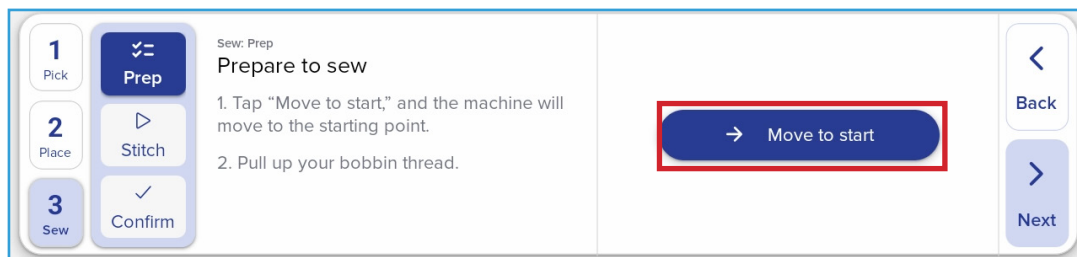 1
Pick
2
Place
3
Sew
Prep
Stitch
Confirm
Sew: Prep
Prepare to sew
1. Tap “Move to start,” and the machine will
move to the starting point.
2. Pull up your bobbin thread.
Move to start
Back
Next